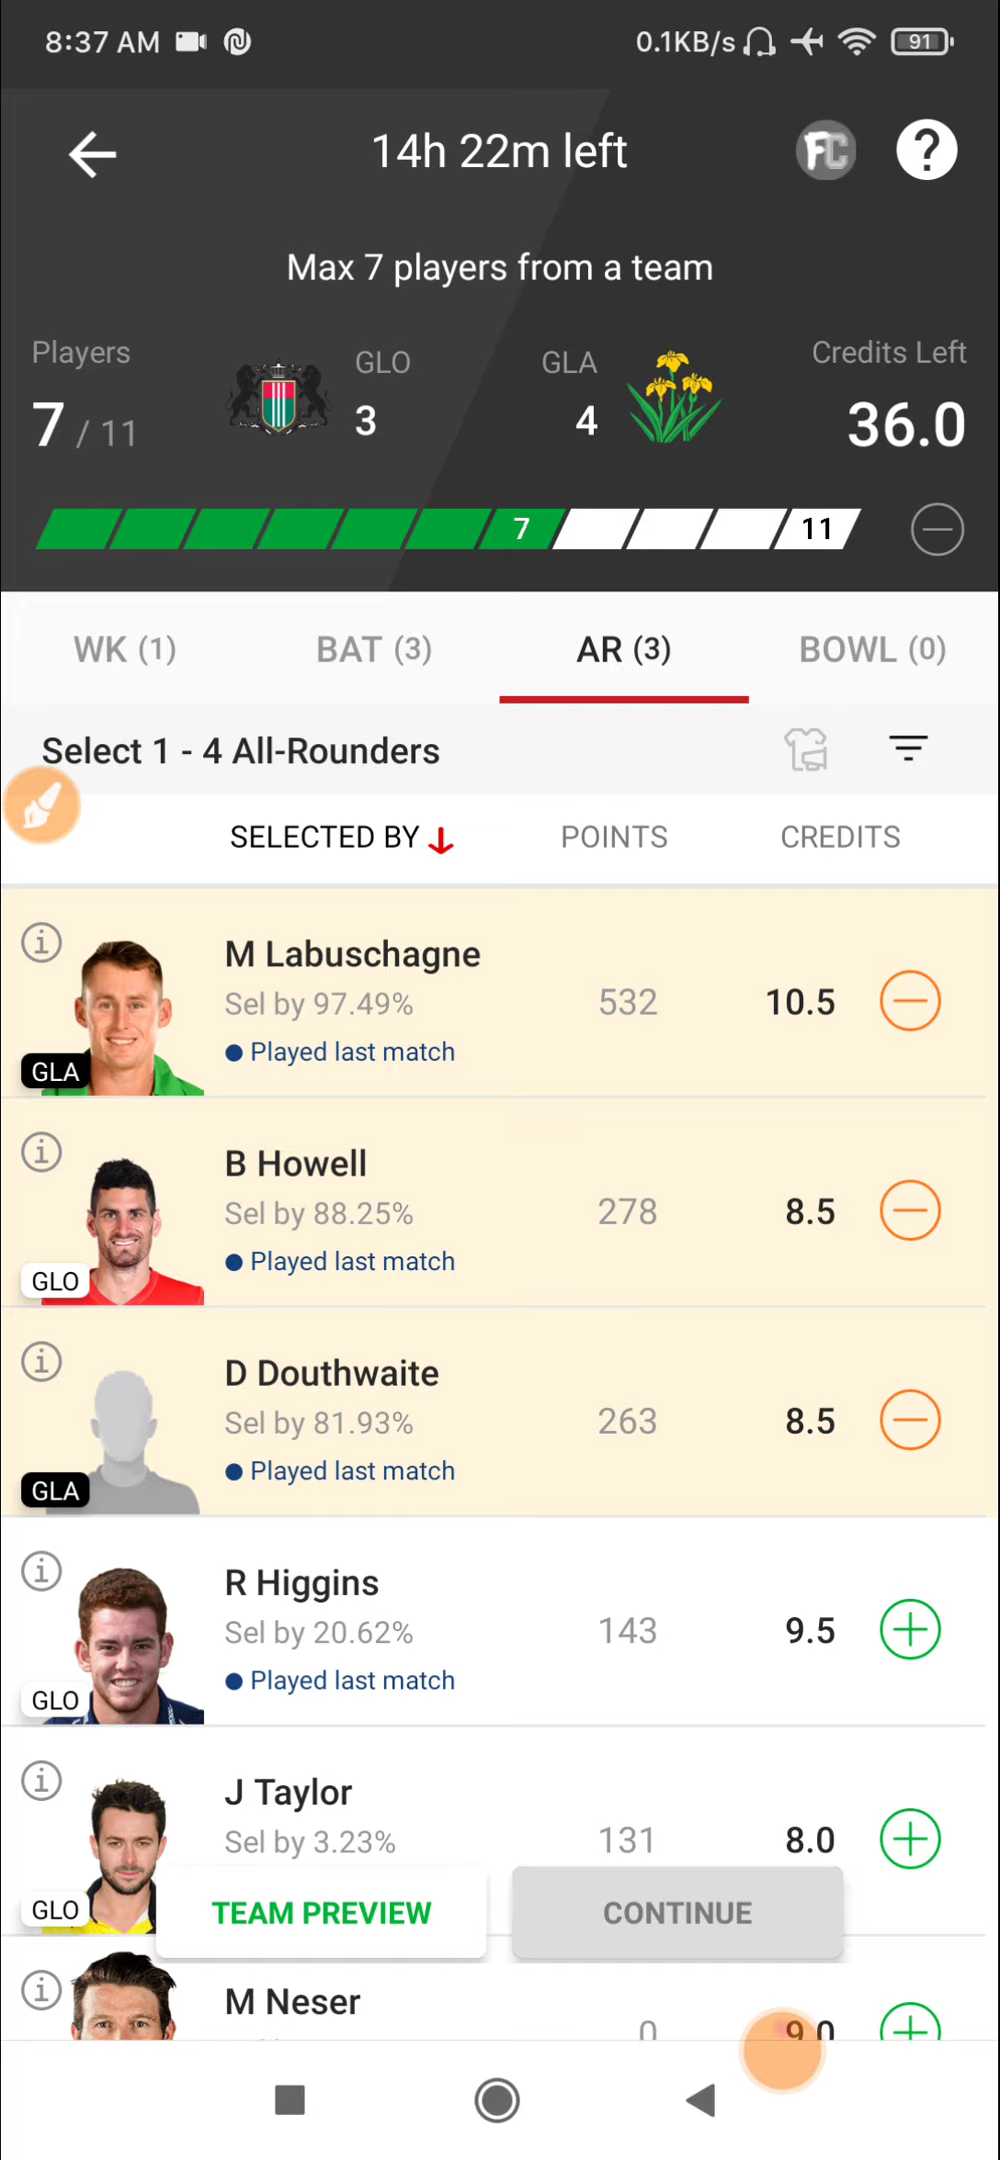 8:37 AM 0.1KB/s 91
14h 22m left FC ?
Max 7 players from a team
Players GLO GLA Credits Left
7 / 11 3 4 36.0
7 11
WK (1) BAT (3) AR (3) BOWL (0)
Select 1 - 4 All-Rounders
SELECTED BY POINTS CREDITS
M Labuschagne
Sel by 97.49% 532 10.5
Played last match
GLA
B Howell
Sel by 88.25% 278 8.5
Played last match
GLO
D Douthwaite
Sel by 81.93% 263 8.5
Played last match
GLA
R Higgins
Sel by 20.62% 143 9.5
Played last match
GLO
J Taylor
Sel by 3.23% 131 8.0
GLO
TEAM PREVIEW CONTINUE
M Neser
0 9.0